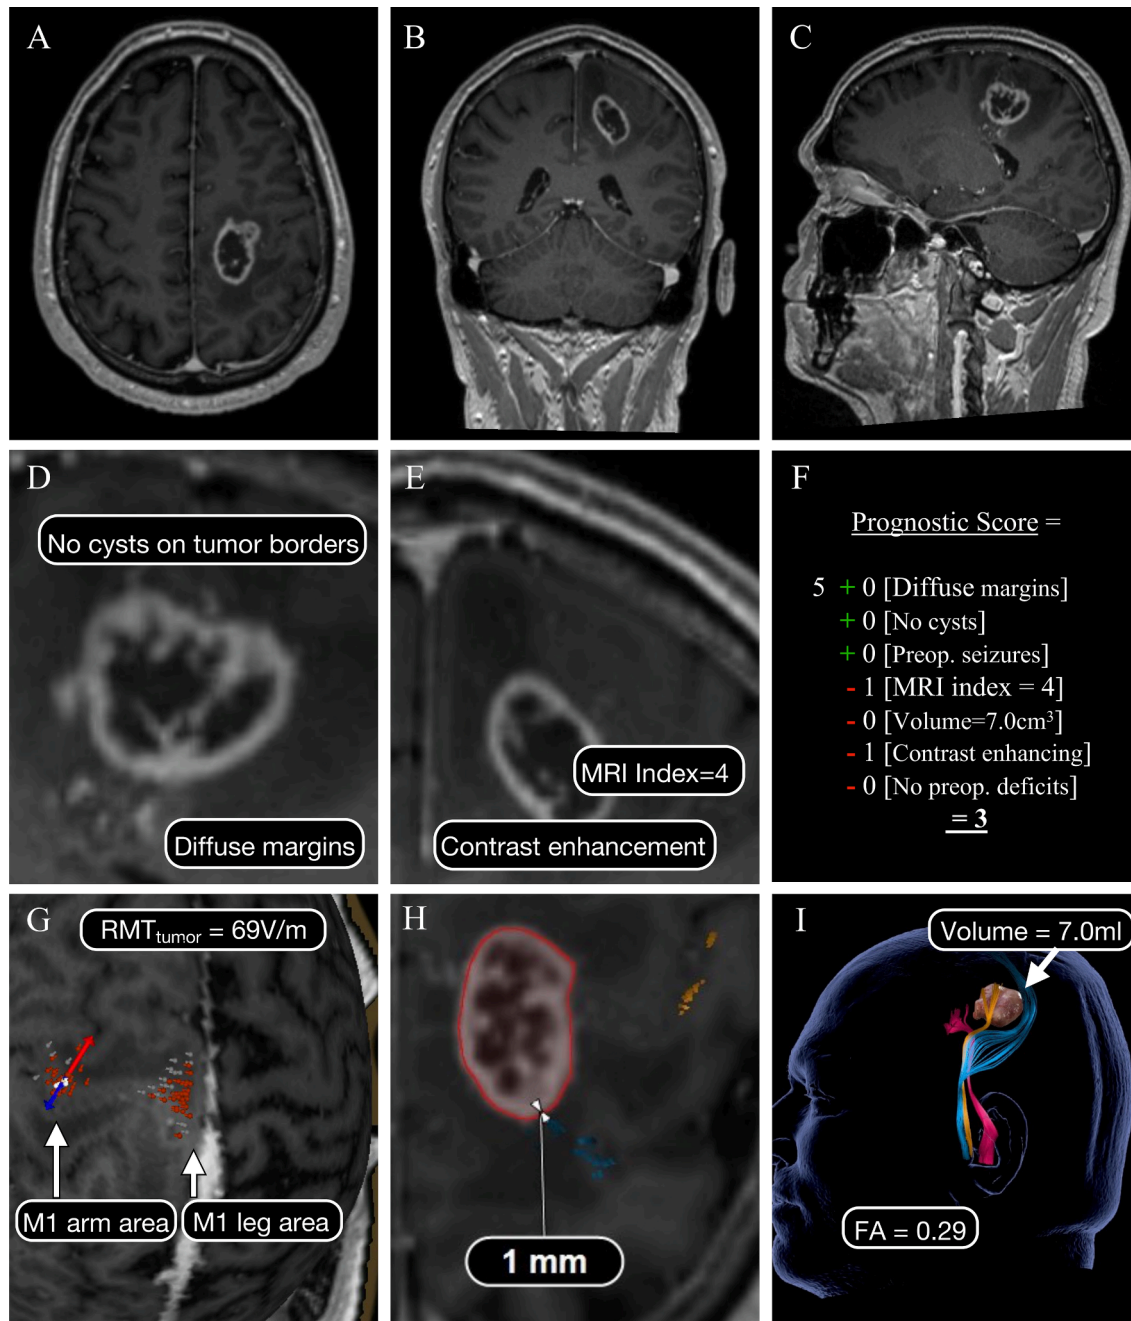 A
B
C
D
No cysts on tumor borders
Diffuse margins
E
MRI Index=4
Contrast enhancement
F
Prognostic Score =
5 + 0 [Diffuse margins]
+ 0 [No cysts]
+ 0 [Preop. seizures]
- 1 [MRI index = 4]
- 0 [Volume=7.0cm³]
- 1 [Contrast enhancing]
- 0 [No preop. deficits]
= 3
G
RMTtumor = 69V/m
M1 arm area
M1 leg area
H
1 mm
I
Volume = 7.0ml
FA = 0.29